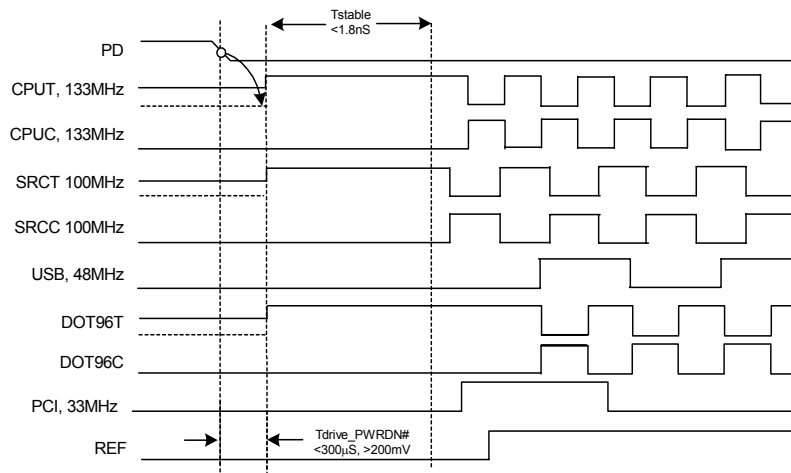 Tstable
<1.8nS
PD
CPUT, 133MHz
CPUC, 133MHz
SRCT 100MHz
SRCC 100MHz
USB, 48MHz
DOT96T
DOT96C
PCI, 33MHz
Tdrive_PWRDN#
<300µS, >200mV
REF